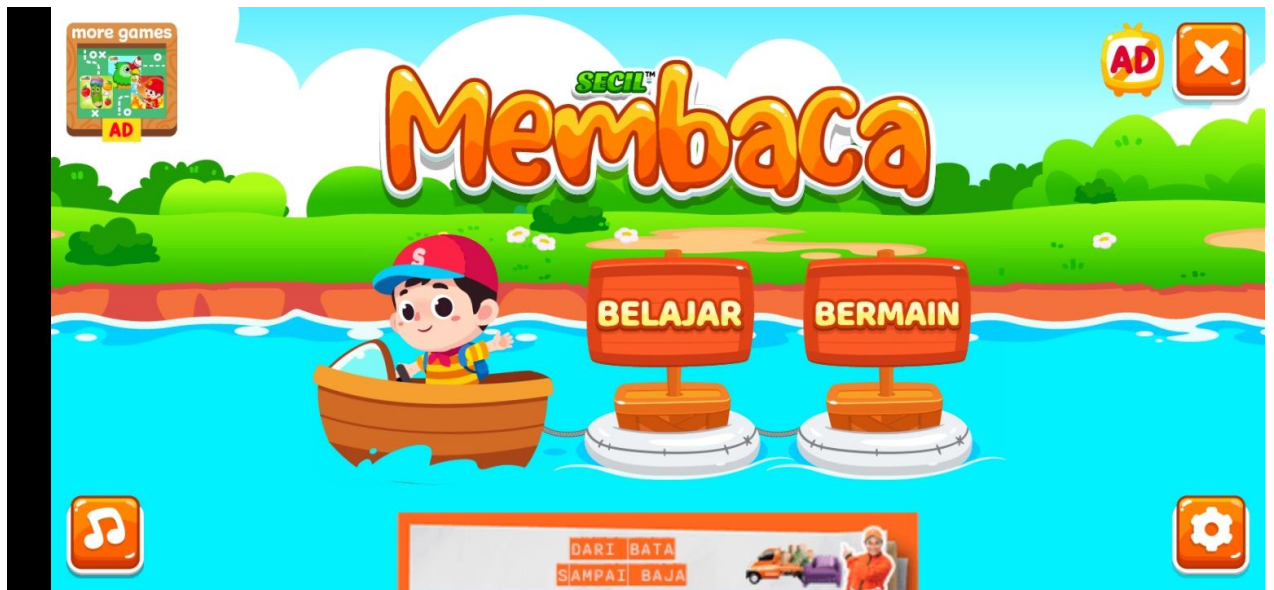 more games
AD
AD
SECIL™
Membaca
S
BELAJAR
BERMAIN
DARI BATA
SAMPAI BAJA